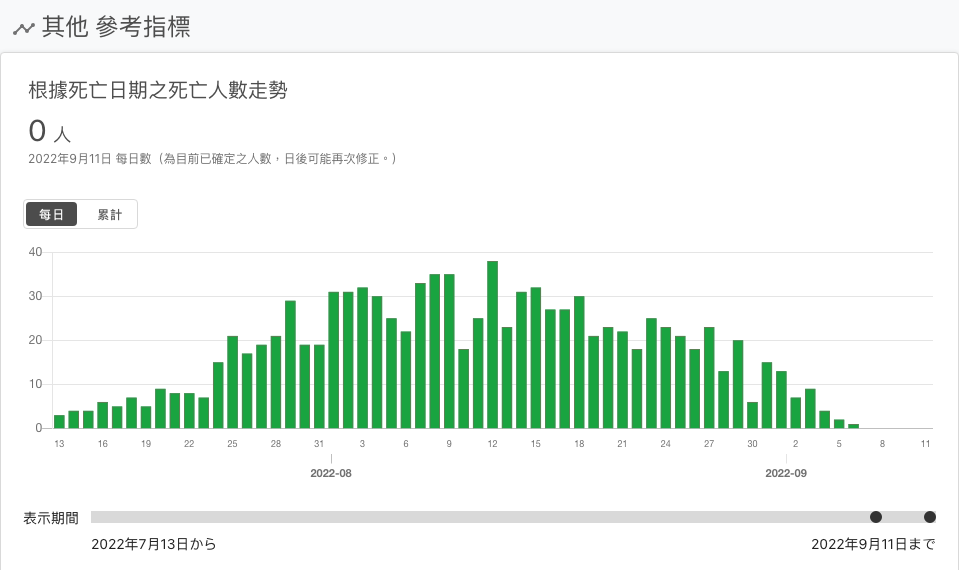 其他 參考指標
根據死亡日期之死亡人數走勢
0 人
2022年9月11日 每日數（為目前已確定之人數，日後可能再次修正。）
每日 累計
40
30
20
10
0
13 16 19 22 25 28 31 3 6 9 12 15 18 21 24 27 30 2 5 8 11
2022-08 2022-09
表示期間
2022年7月13日から 2022年9月11日まで